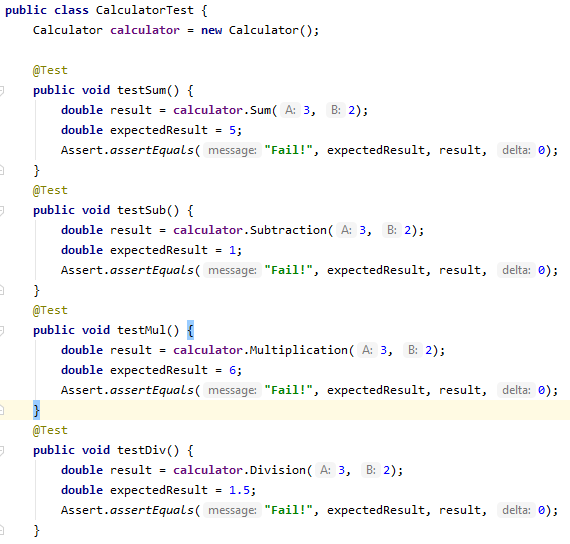 public class CalculatorTest {
    Calculator calculator = new Calculator();
    @Test
    public void testSum() {
        double result = calculator.Sum( A: 3, B: 2);
        double expectedResult = 5;
        Assert.assertEquals( message: "Fail!", expectedResult, result, delta: 0);
    }
    @Test
    public void testSub() {
        double result = calculator.Subtraction( A: 3, B: 2);
        double expectedResult = 1;
        Assert.assertEquals( message: "Fail!", expectedResult, result, delta: 0);
    }
    @Test
    public void testMul() {
        double result = calculator.Multiplication( A: 3, B: 2);
        double expectedResult = 6;
        Assert.assertEquals( message: "Fail!", expectedResult, result, delta: 0);
    }
    @Test
    public void testDiv() {
        double result = calculator.Division( A: 3, B: 2);
        double expectedResult = 1.5;
        Assert.assertEquals( message: "Fail!", expectedResult, result, delta: 0);
    }